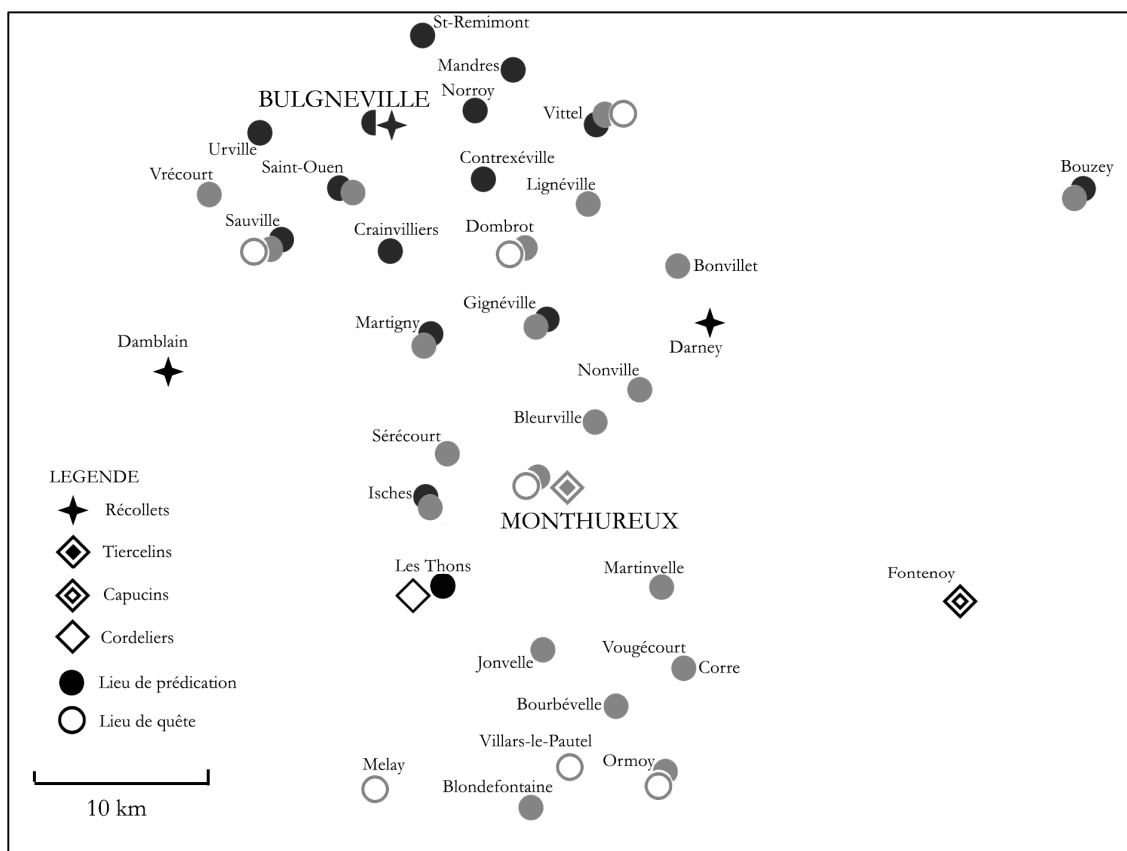 St-Remimont
Mandres
Norroy
BULGNEVILLE
Vittel
Urville
Saint-Ouen
Contrexéville
Vrécourt
Lignéville
Bouzey
Sauville
Crainvilliers
Dombrot
Bonvillet
Gignéville
Martigny
Damblain
Darney
Nonville
Bleurville
Sérécourt
Isches
MONTHUREUX
Les Thons
Martinvelle
Fontenoy
Jonvelle
Vougécourt
Corre
Bourbévelle
Villars-le-Pautel
Melay
Ormoy
Blondefontaine
LEGENDE
Récollets
Tiercelins
Capucins
Cordeliers
Lieu de prédication
Lieu de quête
10 km